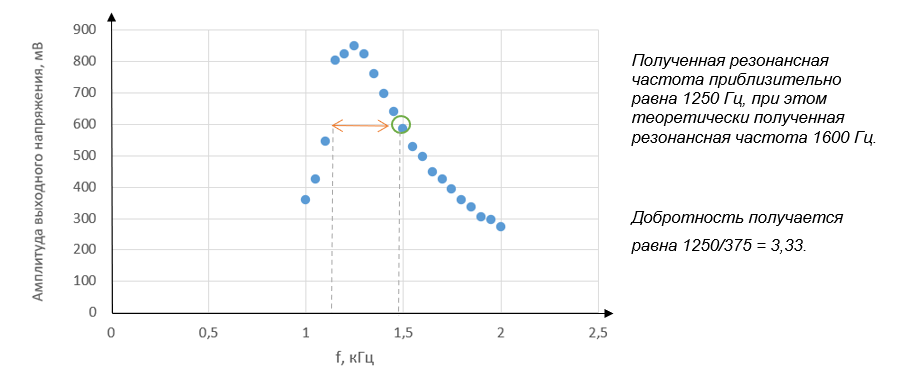 900
800
700
600
500
400
300
200
100
0
Амплитуда выходного напряжения, мВ
0
0,5
1
1,5
2
2,5
f, кГц
Полученная резонансная
частота приблизительно
равна 1250 Гц, при этом
теоретически полученная
резонансная частота 1600 Гц.
Добротность получается
равна 1250/375 = 3,33.